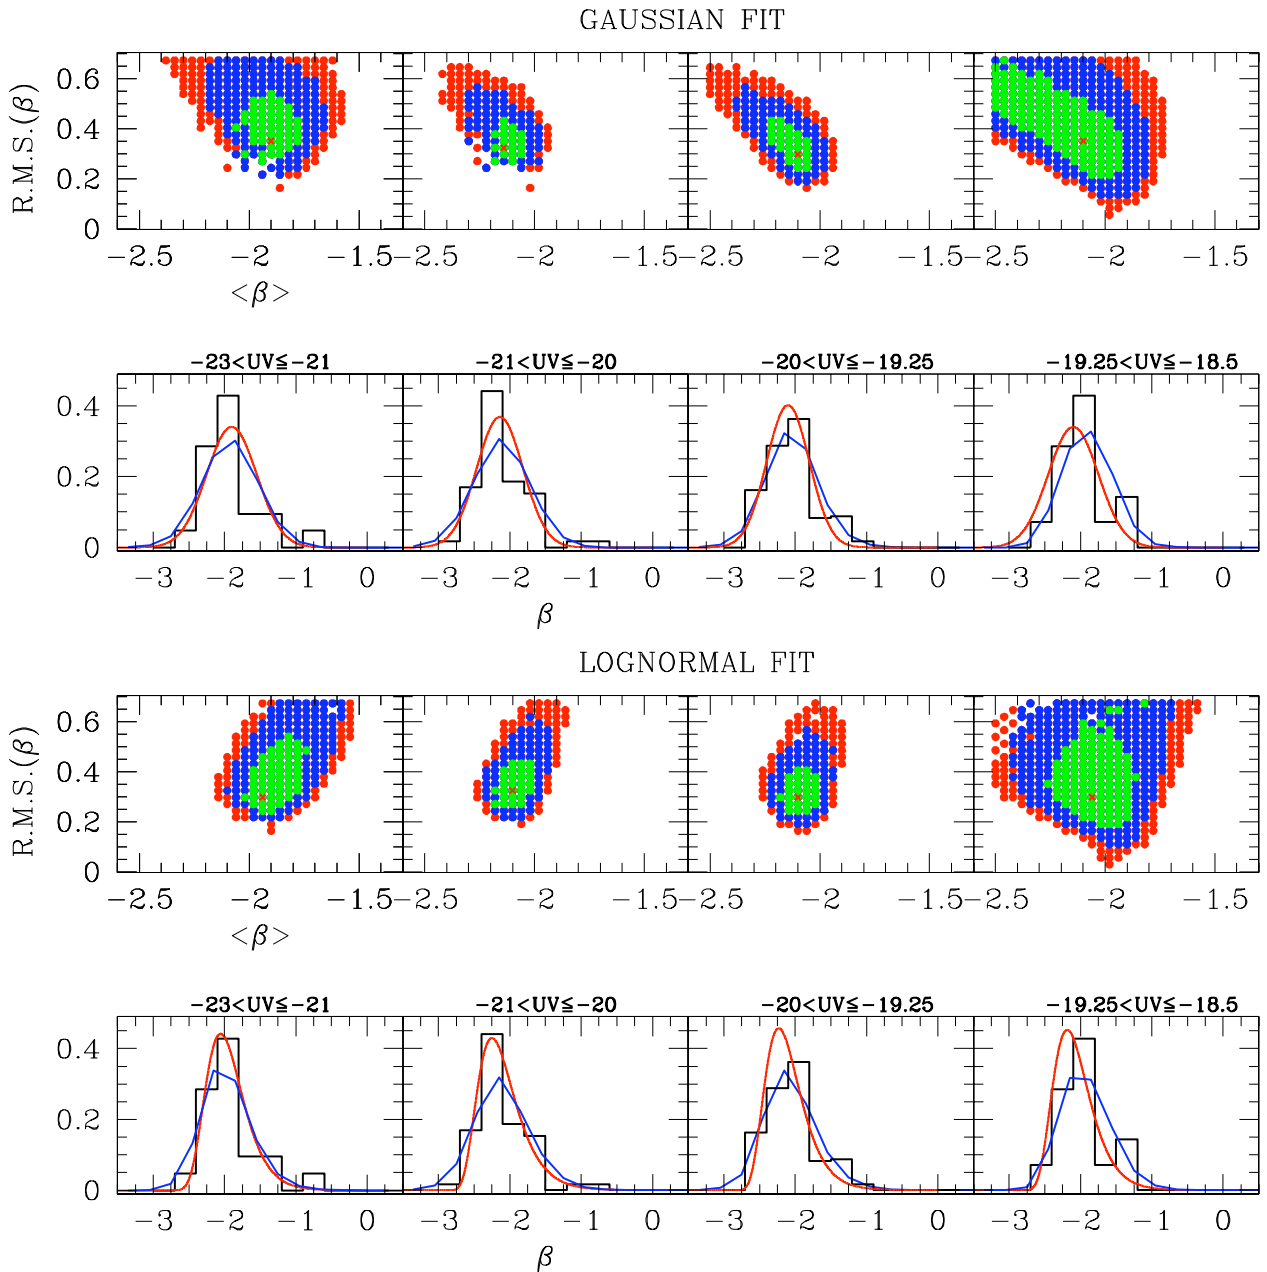 GAUSSIAN FIT
R.M.S.(β)
0.6
0.4
0.2
0
−2.5 −2 −1.5 −2.5 −2 −1.5 −2.5 −2 −1.5 −2.5 −2 −1.5
<β>
−23<UV≦−21 −21<UV≦−20 −20<UV≦−19.25 −19.25<UV≦−18.5
0.4
0.2
0
−3 −2 −1 0 −3 −2 −1 0 −3 −2 −1 0 −3 −2 −1 0
β
LOGNORMAL FIT
R.M.S.(β)
0.6
0.4
0.2
0
−2.5 −2 −1.5 −2.5 −2 −1.5 −2.5 −2 −1.5 −2.5 −2 −1.5
<β>
−23<UV≦−21 −21<UV≦−20 −20<UV≦−19.25 −19.25<UV≦−18.5
0.4
0.2
0
−3 −2 −1 0 −3 −2 −1 0 −3 −2 −1 0 −3 −2 −1 0
β